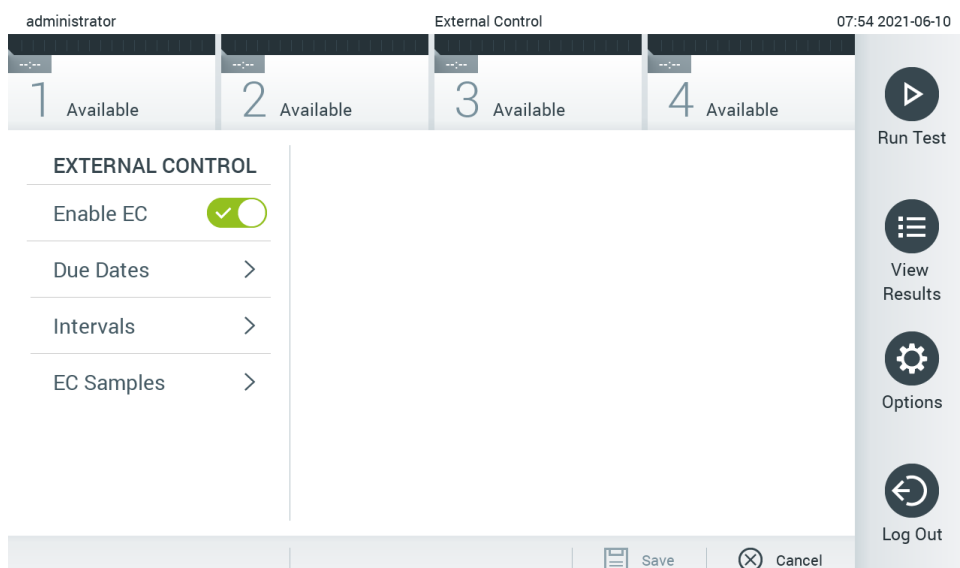 administrator External Control 07:54 2021-06-10
--:-- --:-- --:-- --:--
1 Available 2 Available 3 Available 4 Available
Run Test
EXTERNAL CONTROL
Enable EC
Due Dates
Intervals
EC Samples
View
Results
Options
Log Out
Save Cancel